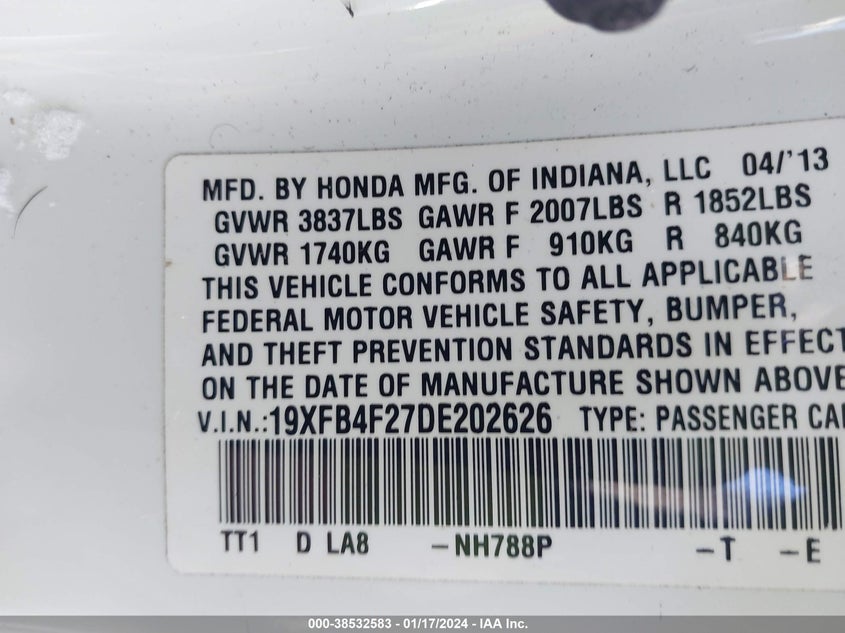 MFD. BY HONDA MFG. OF INDIANA, LLC 04/'13
GVWR 3837LBS GAWR F 2007LBS R 1852LBS
GVWR 1740KG GAWR F 910KG R 840KG
THIS VEHICLE CONFORMS TO ALL APPLICABLE
FEDERAL MOTOR VEHICLE SAFETY, BUMPER,
AND THEFT PREVENTION STANDARDS IN EFFECT
ON THE DATE OF MANUFACTURE SHOWN ABOVE
V.I.N.:19XFB4F27DE202626 TYPE: PASSENGER CA
TT1 D LA8 -NH788P -T -E
000-38532583 - 01/17/2024 - IAA Inc.